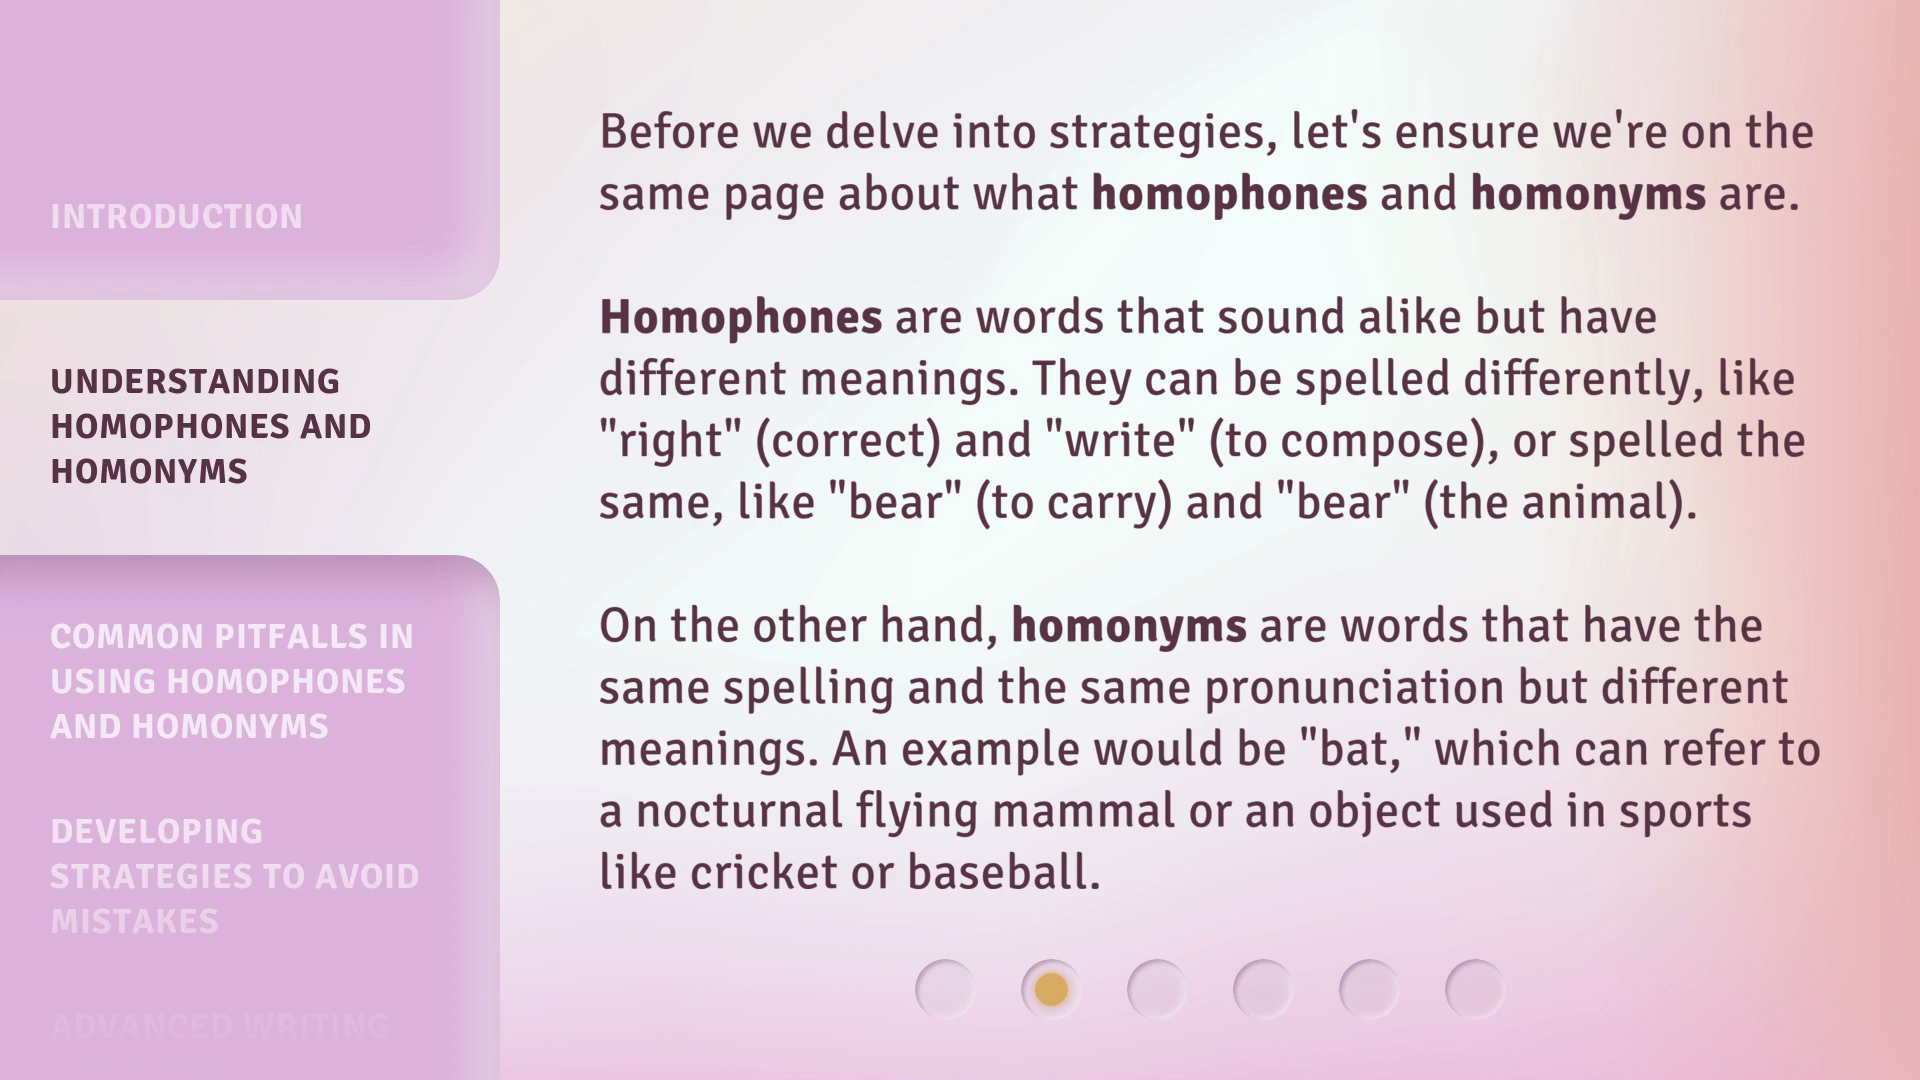 INTRODUCTION
UNDERSTANDING
HOMOPHONES AND
HOMONYMS
COMMON PITFALLS IN
USING HOMOPHONES
AND HOMONYMS
DEVELOPING
STRATEGIES TO AVOID
MISTAKES
ADVANCED WRITING
Before we delve into strategies, let's ensure we're on the
same page about what homophones and homonyms are.
Homophones are words that sound alike but have
different meanings. They can be spelled differently, like
"right" (correct) and "write" (to compose), or spelled the
same, like "bear" (to carry) and "bear" (the animal).
On the other hand, homonyms are words that have the
same spelling and the same pronunciation but different
meanings. An example would be "bat," which can refer to
a nocturnal flying mammal or an object used in sports
like cricket or baseball.